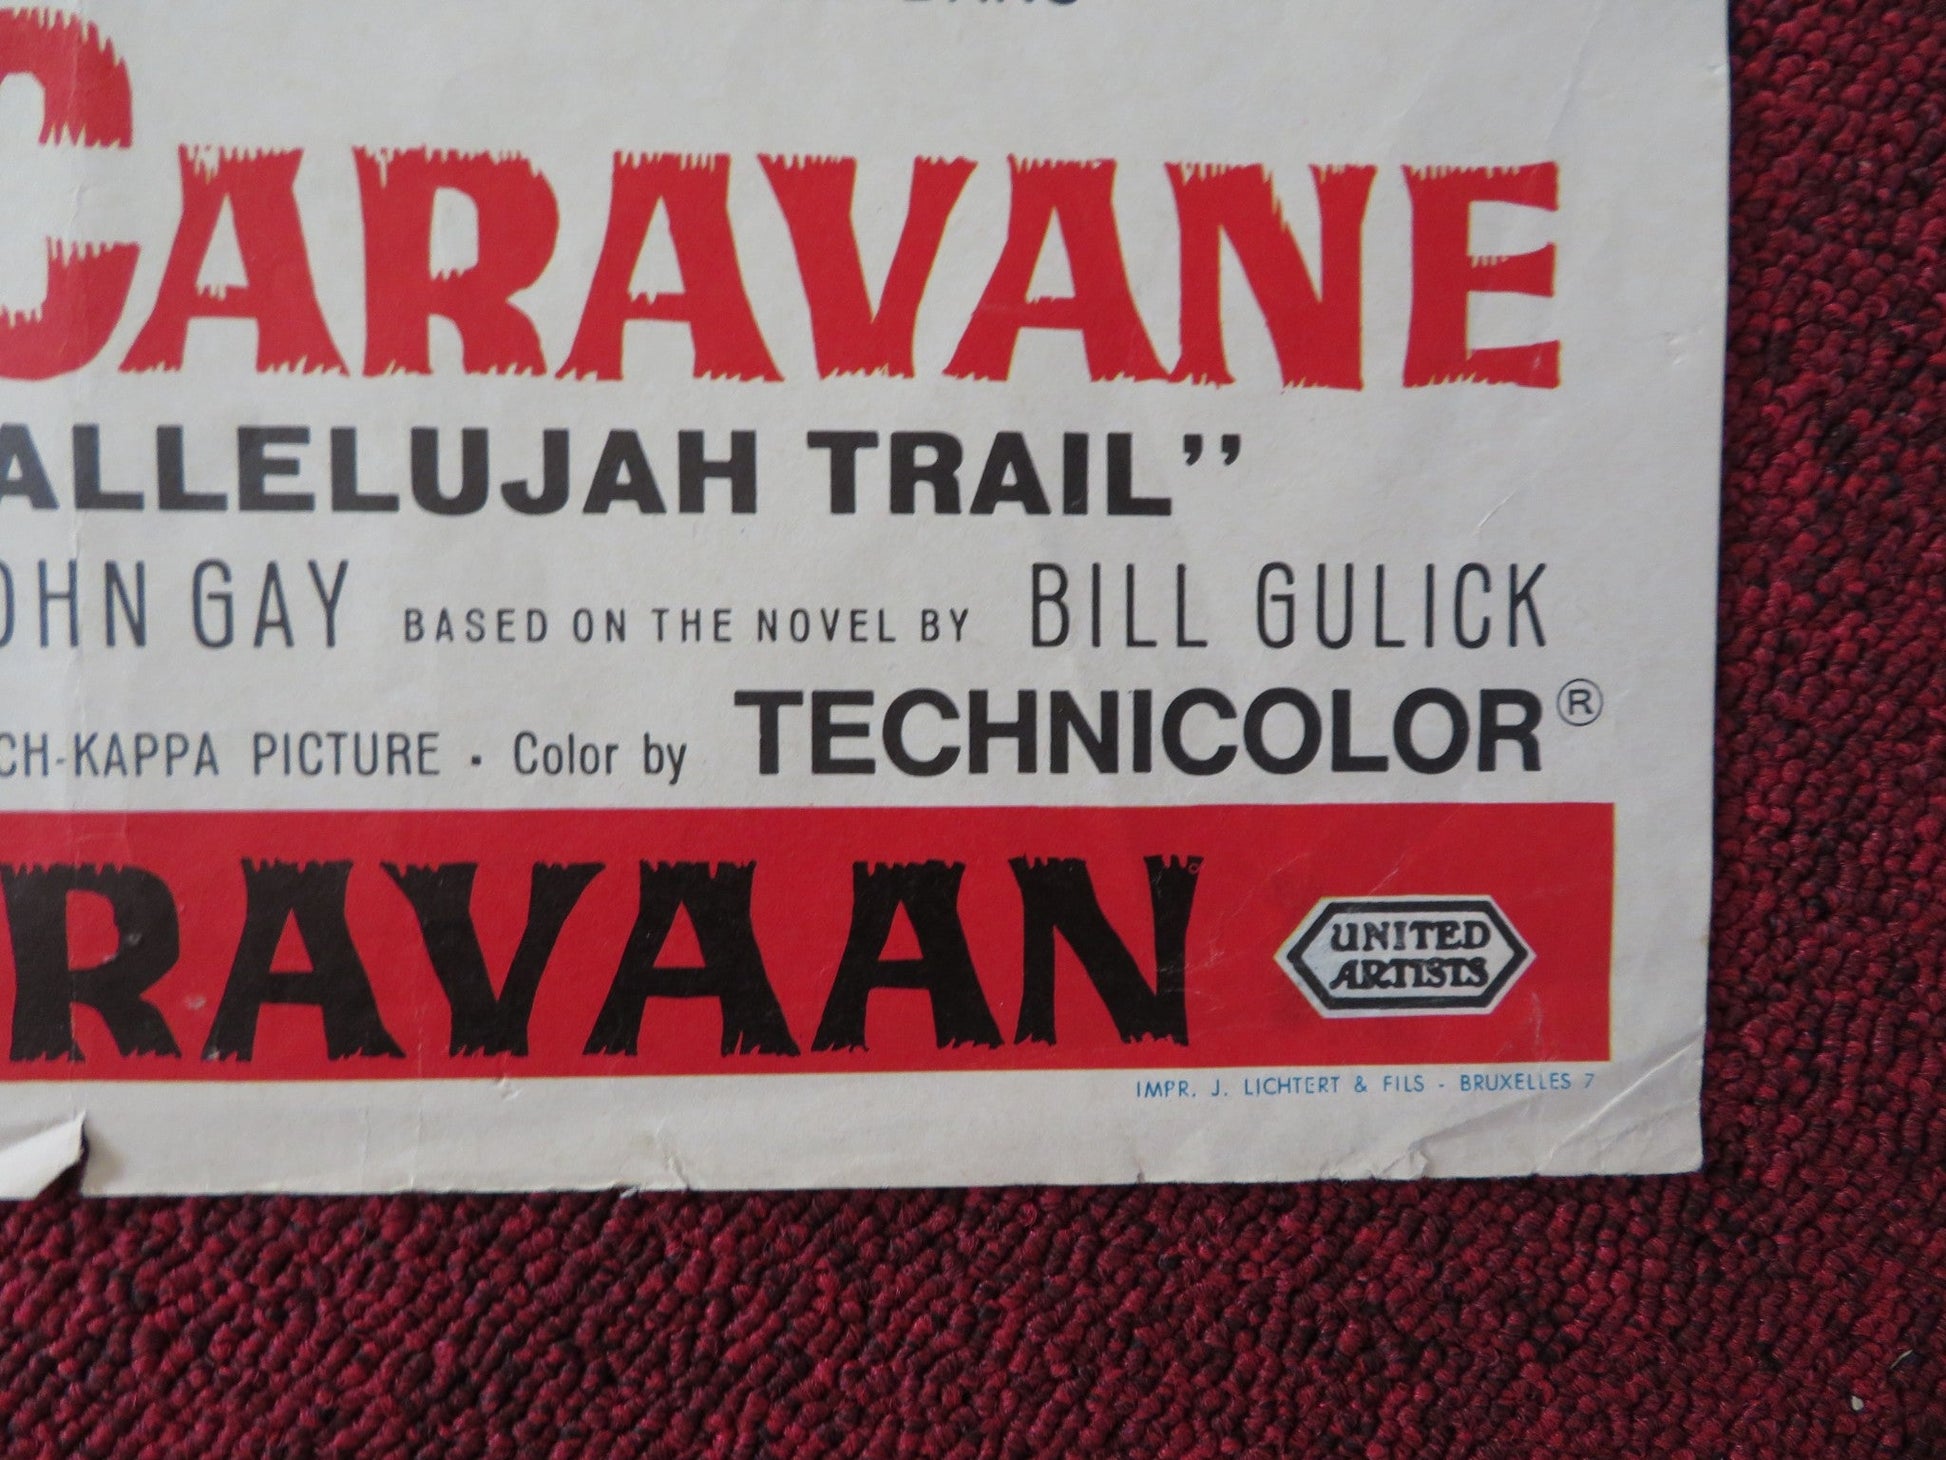 CARAVANE
ALLELUJAH TRAIL”
OHN GAY BASED ON THE NOVEL BY BILL GULICK
CH-KAPPA PICTURE · Color by TECHNICOLOR®
RAVAAN
UNITED
ARTISTS
IMPR. J. LICHTERT & FILS - BRUXELLES 7